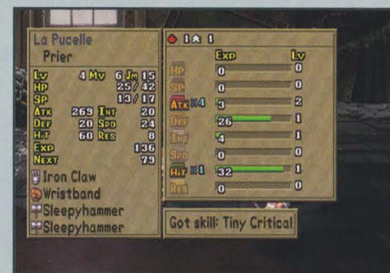 La Pucelle
Prier
Lv 4 Mv 6 Jm 15
HP 25/42
SP 13/17
Atk 269 Int 20
Def 20 Spd 24
Hit 60 Res 8
Exp 136
Next 79
Iron Claw
Wristband
Sleepyhammer
Sleepyhammer
1 1
Exp Lv
HP 0 0
SP 0 0
Atk x4 3 2
Def 26 1
Int 4 1
Spd 0 0
Hit x1 32 1
Res 0 0
Got skill: Tiny Critical